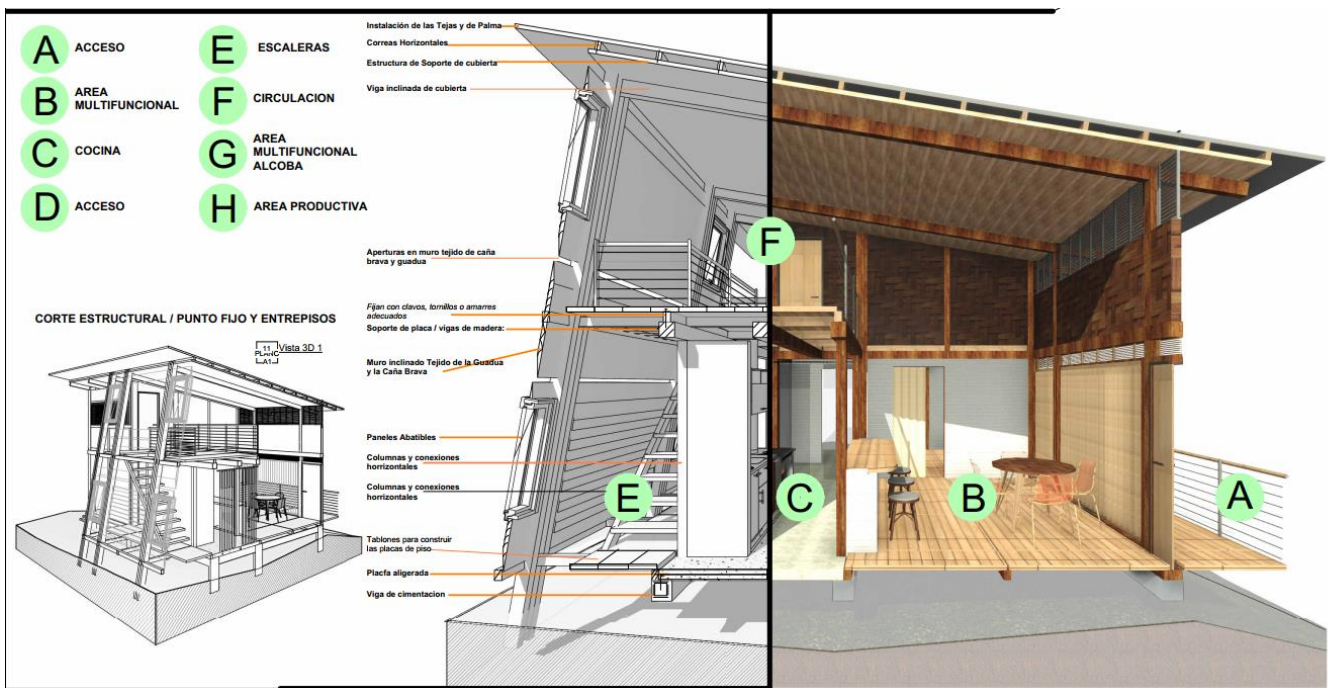 A ACCESO
B AREA
MULTIFUNCIONAL
C COCINA
D ACCESO
E ESCALERAS
F CIRCULACION
G AREA
MULTIFUNCIONAL
ALCOBA
H AREA PRODUCTIVA
CORTE ESTRUCTURAL / PUNTO FIJO Y ENTREPISOS
11
Vista 3D 1
A1
Instalación de las Tejas y de Palma
Correas Horizontales
Estructura de Soporte de cubierta
Viga inclinada de cubierta
Aperturas en muro tejido de caña
brava y guadua
Fijan con clavos, tornillos o amarres
adecuados
Soporte de placa / vigas de madera:
Muro inclinado Tejido de la Guadua
y la Caña Brava
Paneles Abatibles
Columnas y conexiones
horrizontales
Columnas y conexiones
horrizontales
Tablones para construir
las placas de piso
Placfa aligerada
Viga de cimentacion
F
E
C
B
A